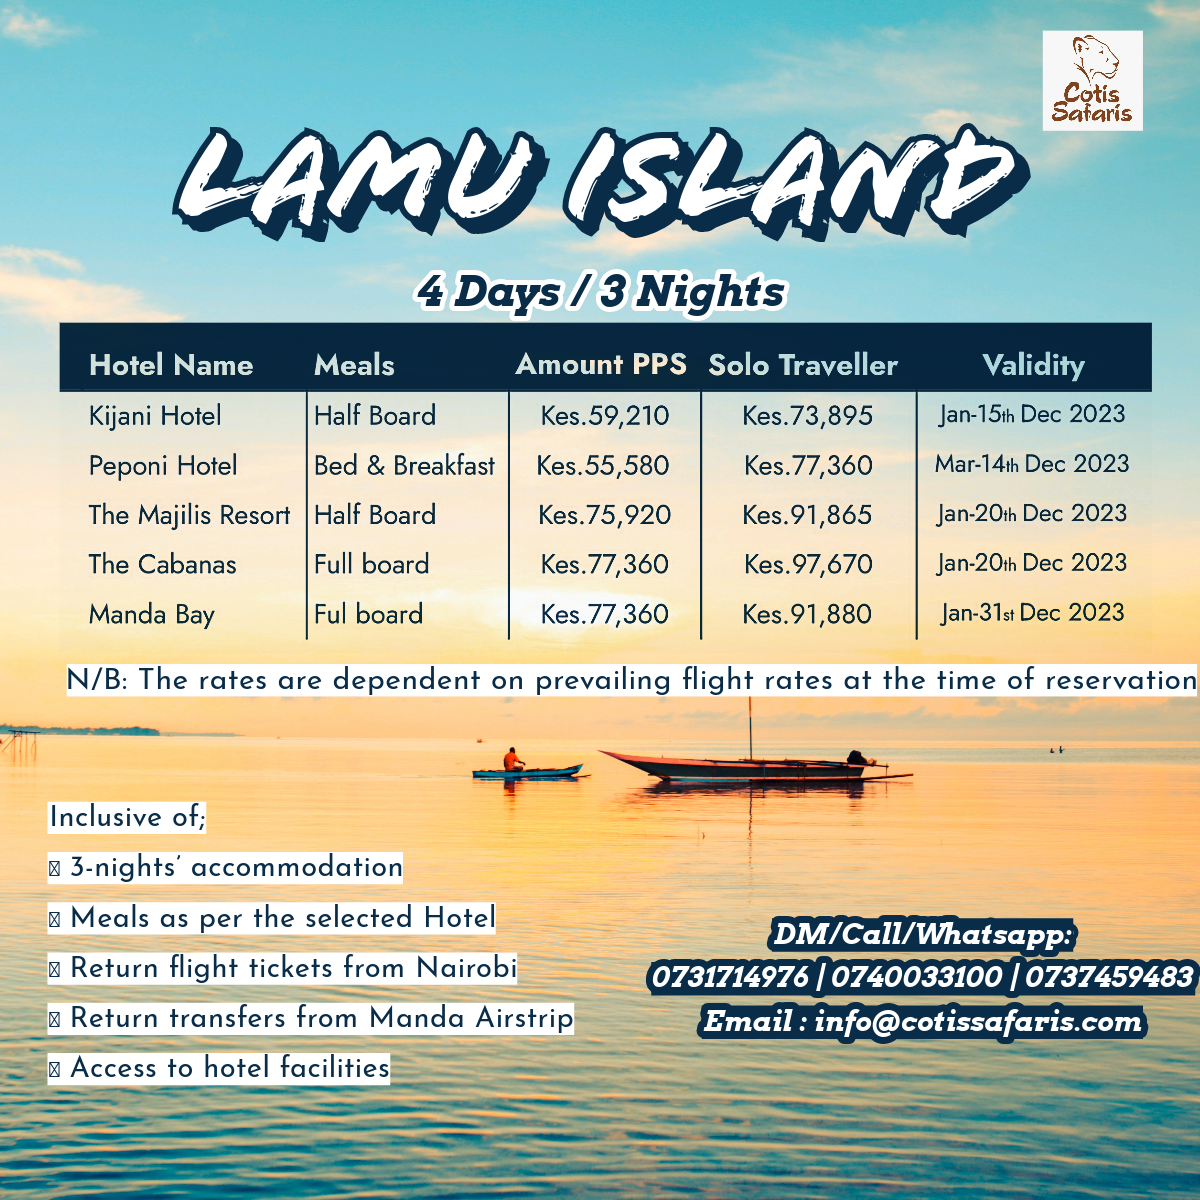 Cotis
Safaris
LAMU ISLAND
4 Days / 3 Nights
Hotel Name Meals Amount PPS Solo Traveller Validity
Kijani Hotel Half Board Kes.59,210 Kes.73,895 Jan-15th Dec 2023
Peponi Hotel Bed & Breakfast Kes.55,580 Kes.77,360 Mar-14th Dec 2023
The Majilis Resort Half Board Kes.75,920 Kes.91,865 Jan-20th Dec 2023
The Cabanas Full board Kes.77,360 Kes.97,670 Jan-20th Dec 2023
Manda Bay Ful board Kes.77,360 Kes.91,880 Jan-31st Dec 2023
N/B: The rates are dependent on prevailing flight rates at the time of reservation
Inclusive of;
3-nights’ accommodation
Meals as per the selected Hotel
Return flight tickets from Nairobi
Return transfers from Manda Airstrip
Access to hotel facilities
DM/Call/Whatsapp:
0731714976 | 0740033100 | 0737459483
Email : info@cotissafaris.com